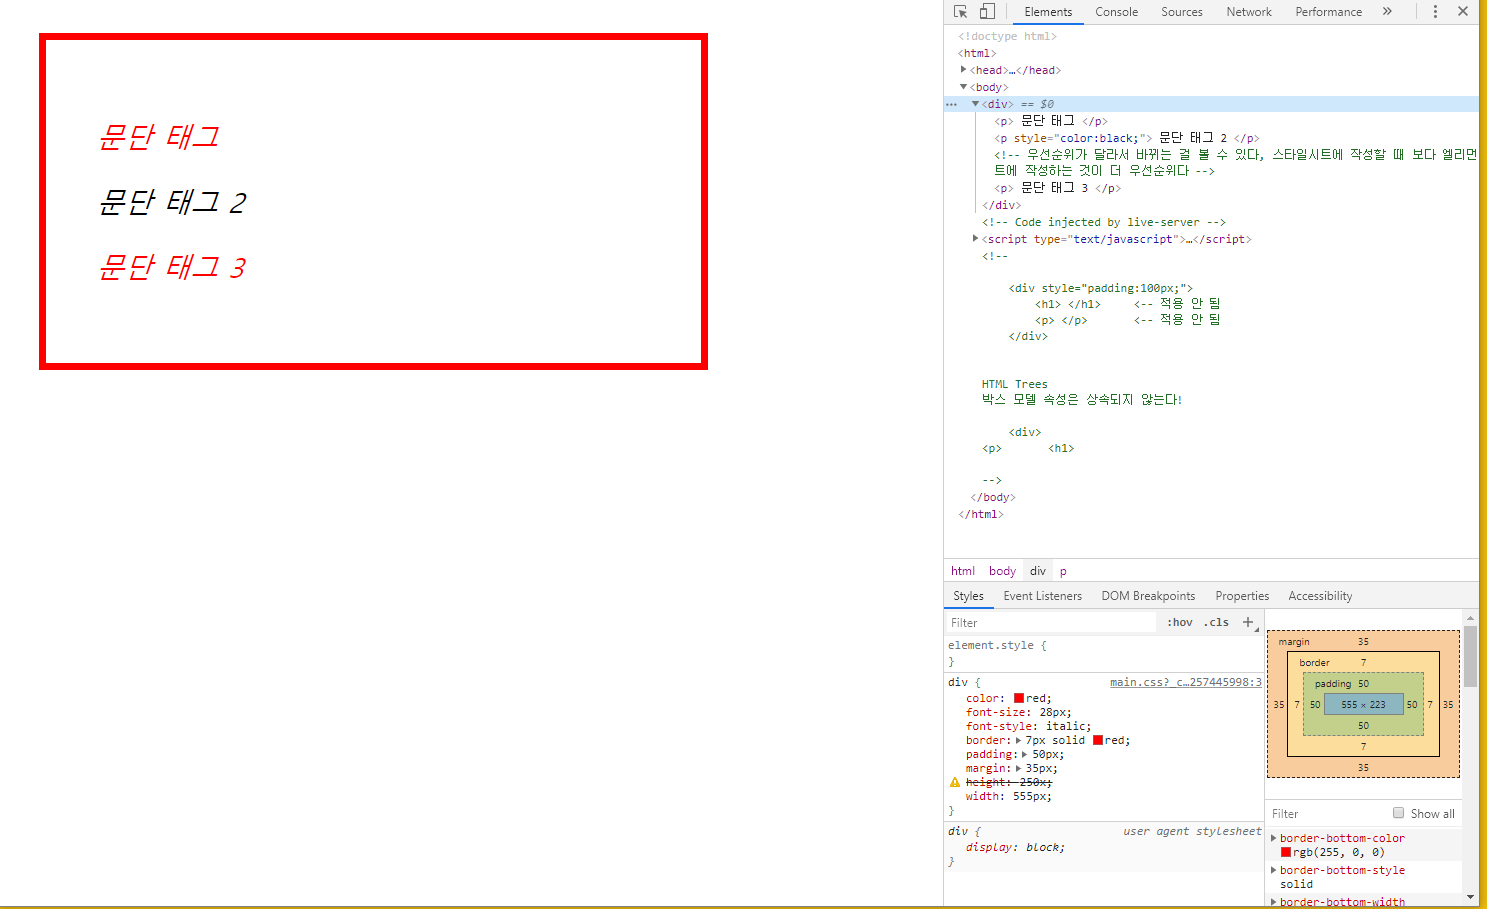 문단 태그
문단 태그 2
문단 태그 3
Elements Console Sources Network Performance »
<!doctype html>
<html>
<head>…</head>
<body>
<div> == $0
<p> 문단 태그 </p>
<p style="color:black;"> 문단 태그 2 </p>
<!-- 우선순위가 달라서 바뀌는 걸 볼 수 있다, 스타일시트에 작성할 떄 보다 엘리먼
트에 작성하는 것이 더 우선순위다 -->
<p> 문단 태그 3 </p>
</div>
<!-- Code injected by live-server -->
<script type="text/javascript">…</script>
<!--
<div style="padding:100px;">
<h1> </h1> <-- 적용 안 됨
<p> </p> <-- 적용 안 됨
</div>
HTML Trees
박스 모델 속성은 상속되지 않는다!
<div>
<p> <h1>
-->
</body>
</html>
html body div p
Styles Event Listeners DOM Breakpoints Properties Accessibility
Filter :hov .cls +
element.style {
}
div { main.css?_c…257445998:3
color: red;
font-size: 28px;
font-style: italic;
border: 7px solid red;
padding: 50px;
margin: 35px;
height: 250x;
width: 555px;
}
div { user agent stylesheet
display: block;
}
margin 35
border 7
padding 50
35 7 50 555 × 223 50 7 35
50
7
35
Filter Show all
border-bottom-color
rgb(255, 0, 0)
border-bottom-style
solid
border-bottom-width